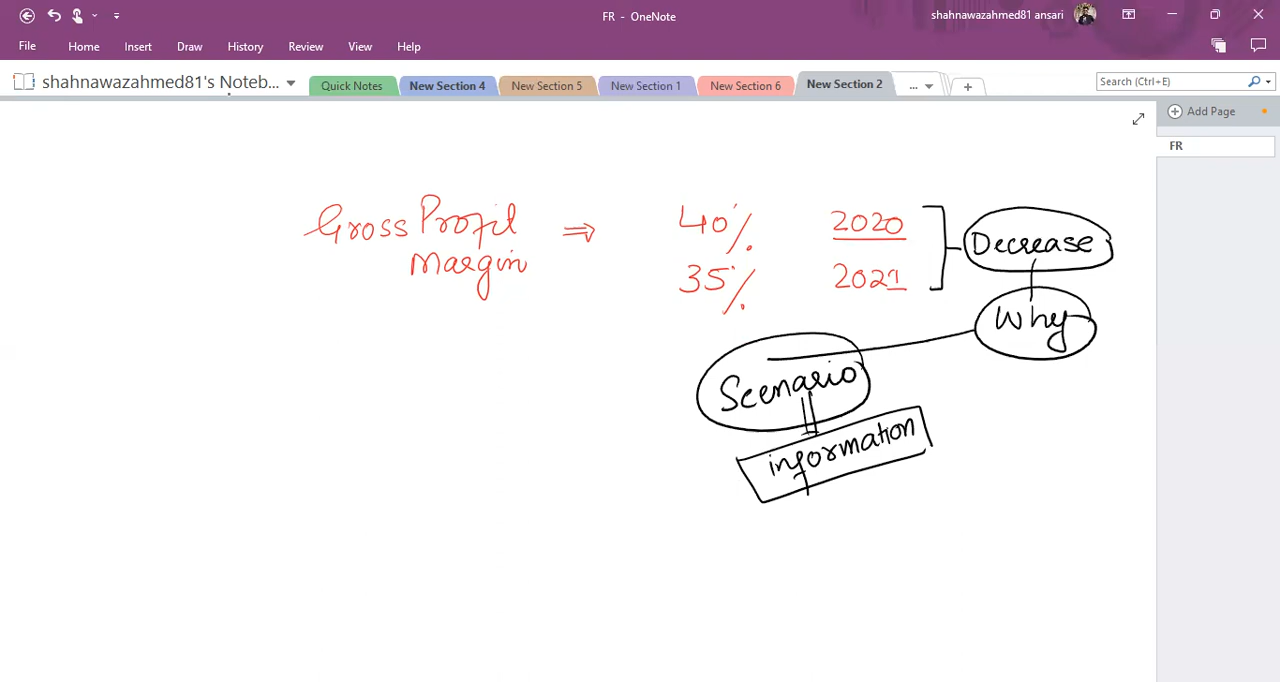 FR - OneNote
shahnawazahmed81 ansari
File Home Insert Draw History Review View Help
shahnawazahmed81's Noteb...
Quick Notes New Section 4 New Section 5 New Section 1 New Section 6 New Section 2 ... +
Search (Ctrl+E)
Add Page
FR
Gross Profit ⇒ 40% 2020
Margin 35% 2021
Decrease
Why
Scenario
information